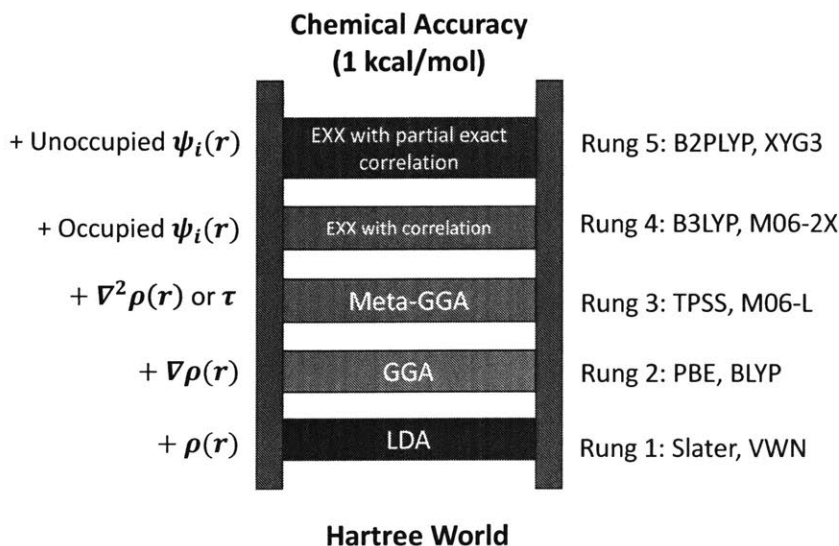 Chemical Accuracy
(1 kcal/mol)
+ Unoccupied ψᵢ(r)
EXX with partial exact
correlation
Rung 5: B2PLYP, XYG3
+ Occupied ψᵢ(r)
EXX with correlation
Rung 4: B3LYP, M06-2X
+ ∇²ρ(r) or τ
Meta-GGA
Rung 3: TPSS, M06-L
+ ∇ρ(r)
GGA
Rung 2: PBE, BLYP
+ ρ(r)
LDA
Rung 1: Slater, VWN
Hartree World